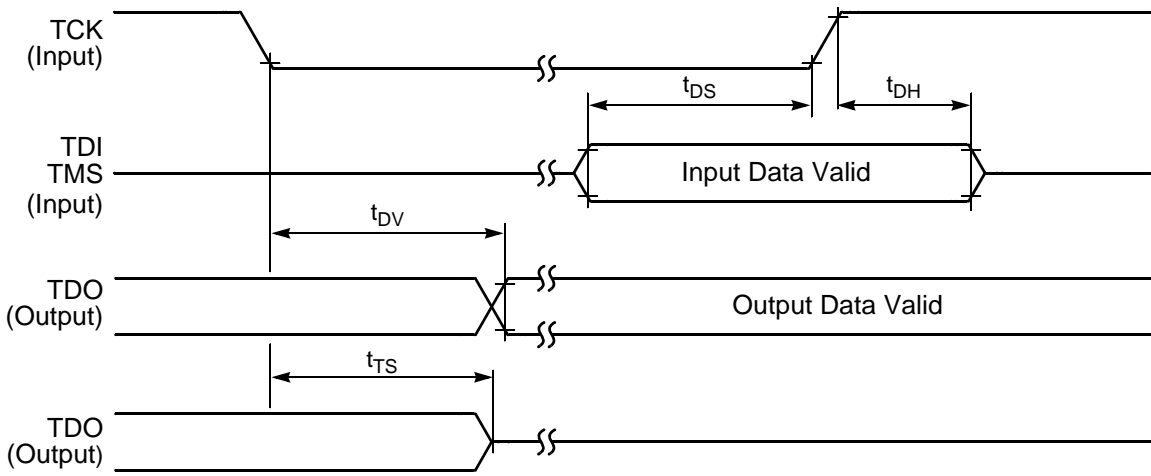 TCK
(Input)
tDS
tDH
TDI
TMS
(Input)
Input Data Valid
tDV
TDO
(Output)
Output Data Valid
tTS
TDO
(Output)